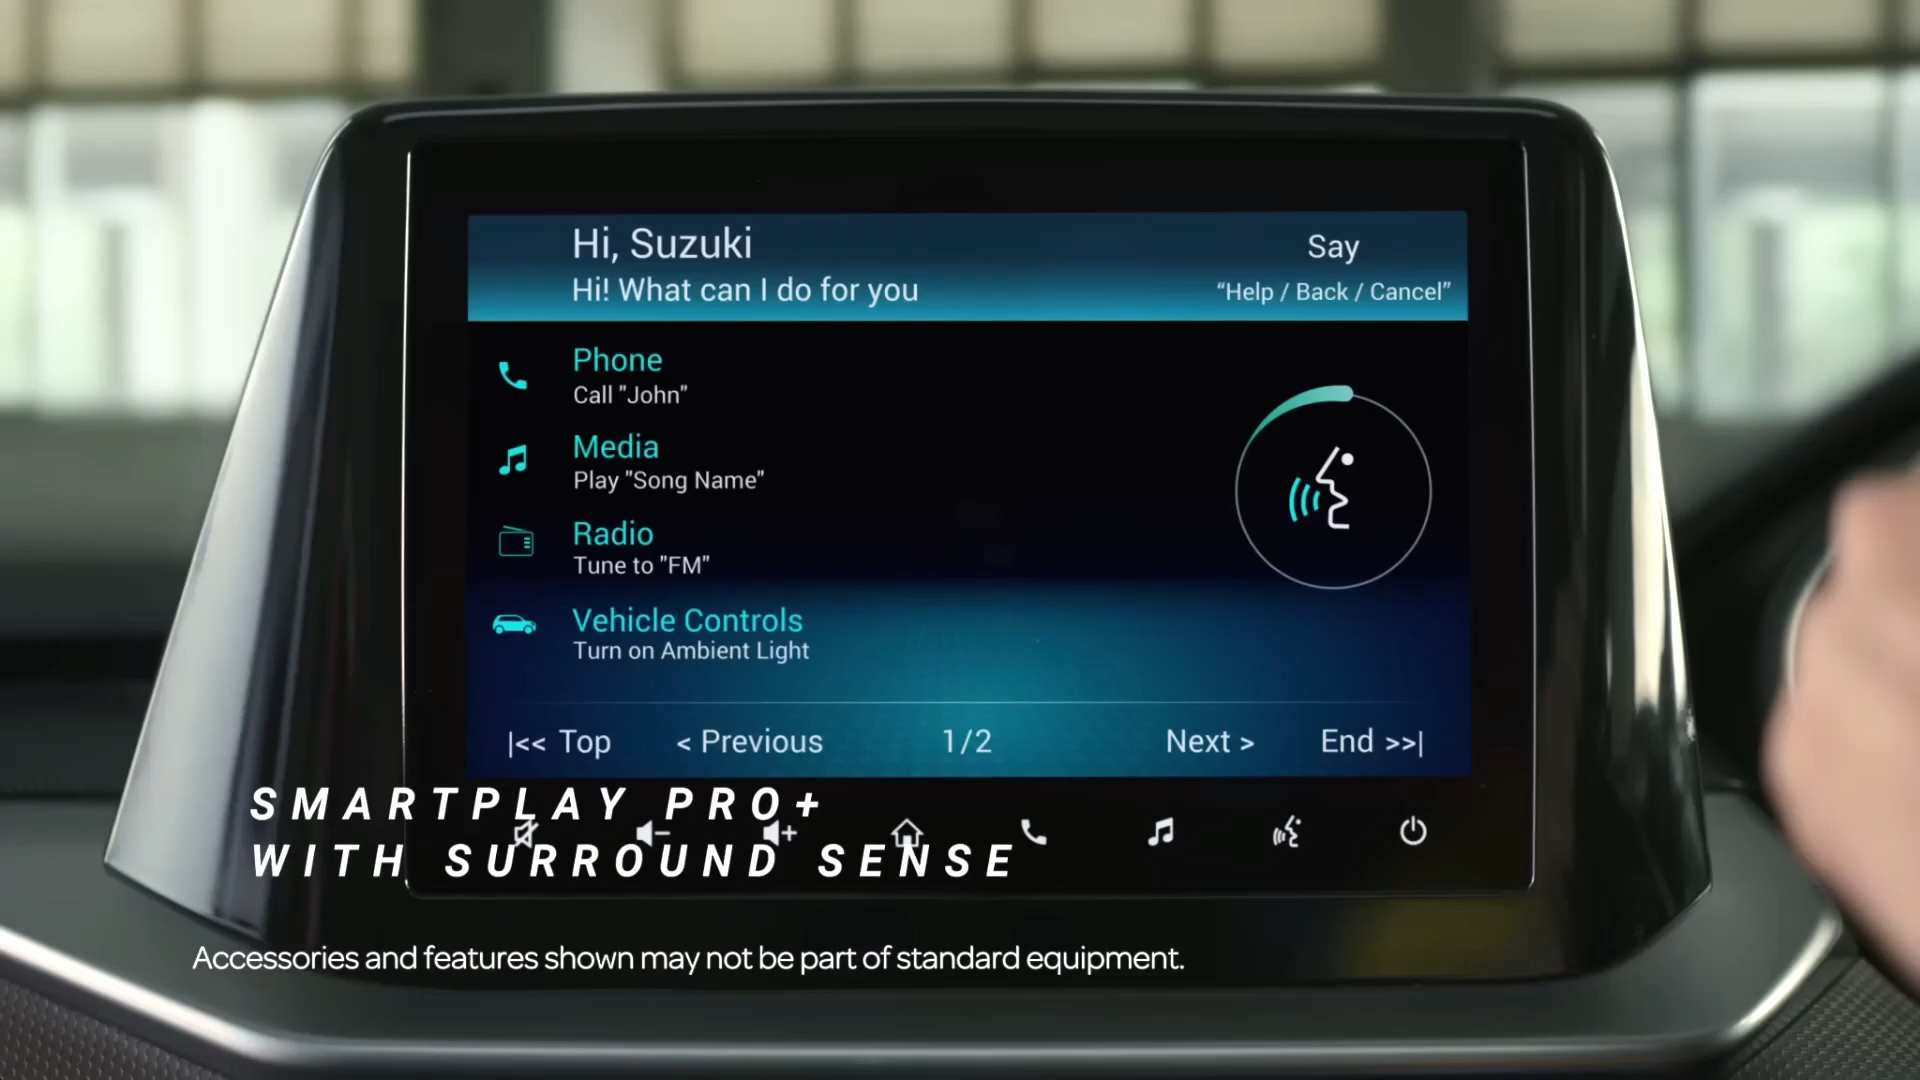 Hi, Suzuki
Hi! What can I do for you
Say
“Help / Back / Cancel”
Phone
Call "John"
Media
Play "Song Name"
Radio
Tune to "FM"
Vehicle Controls
Turn on Ambient Light
|<< Top < Previous 1/2 Next > End >>|
SMARTPLAY PRO+
WITH SURROUND SENSE
Accessories and features shown may not be part of standard equipment.